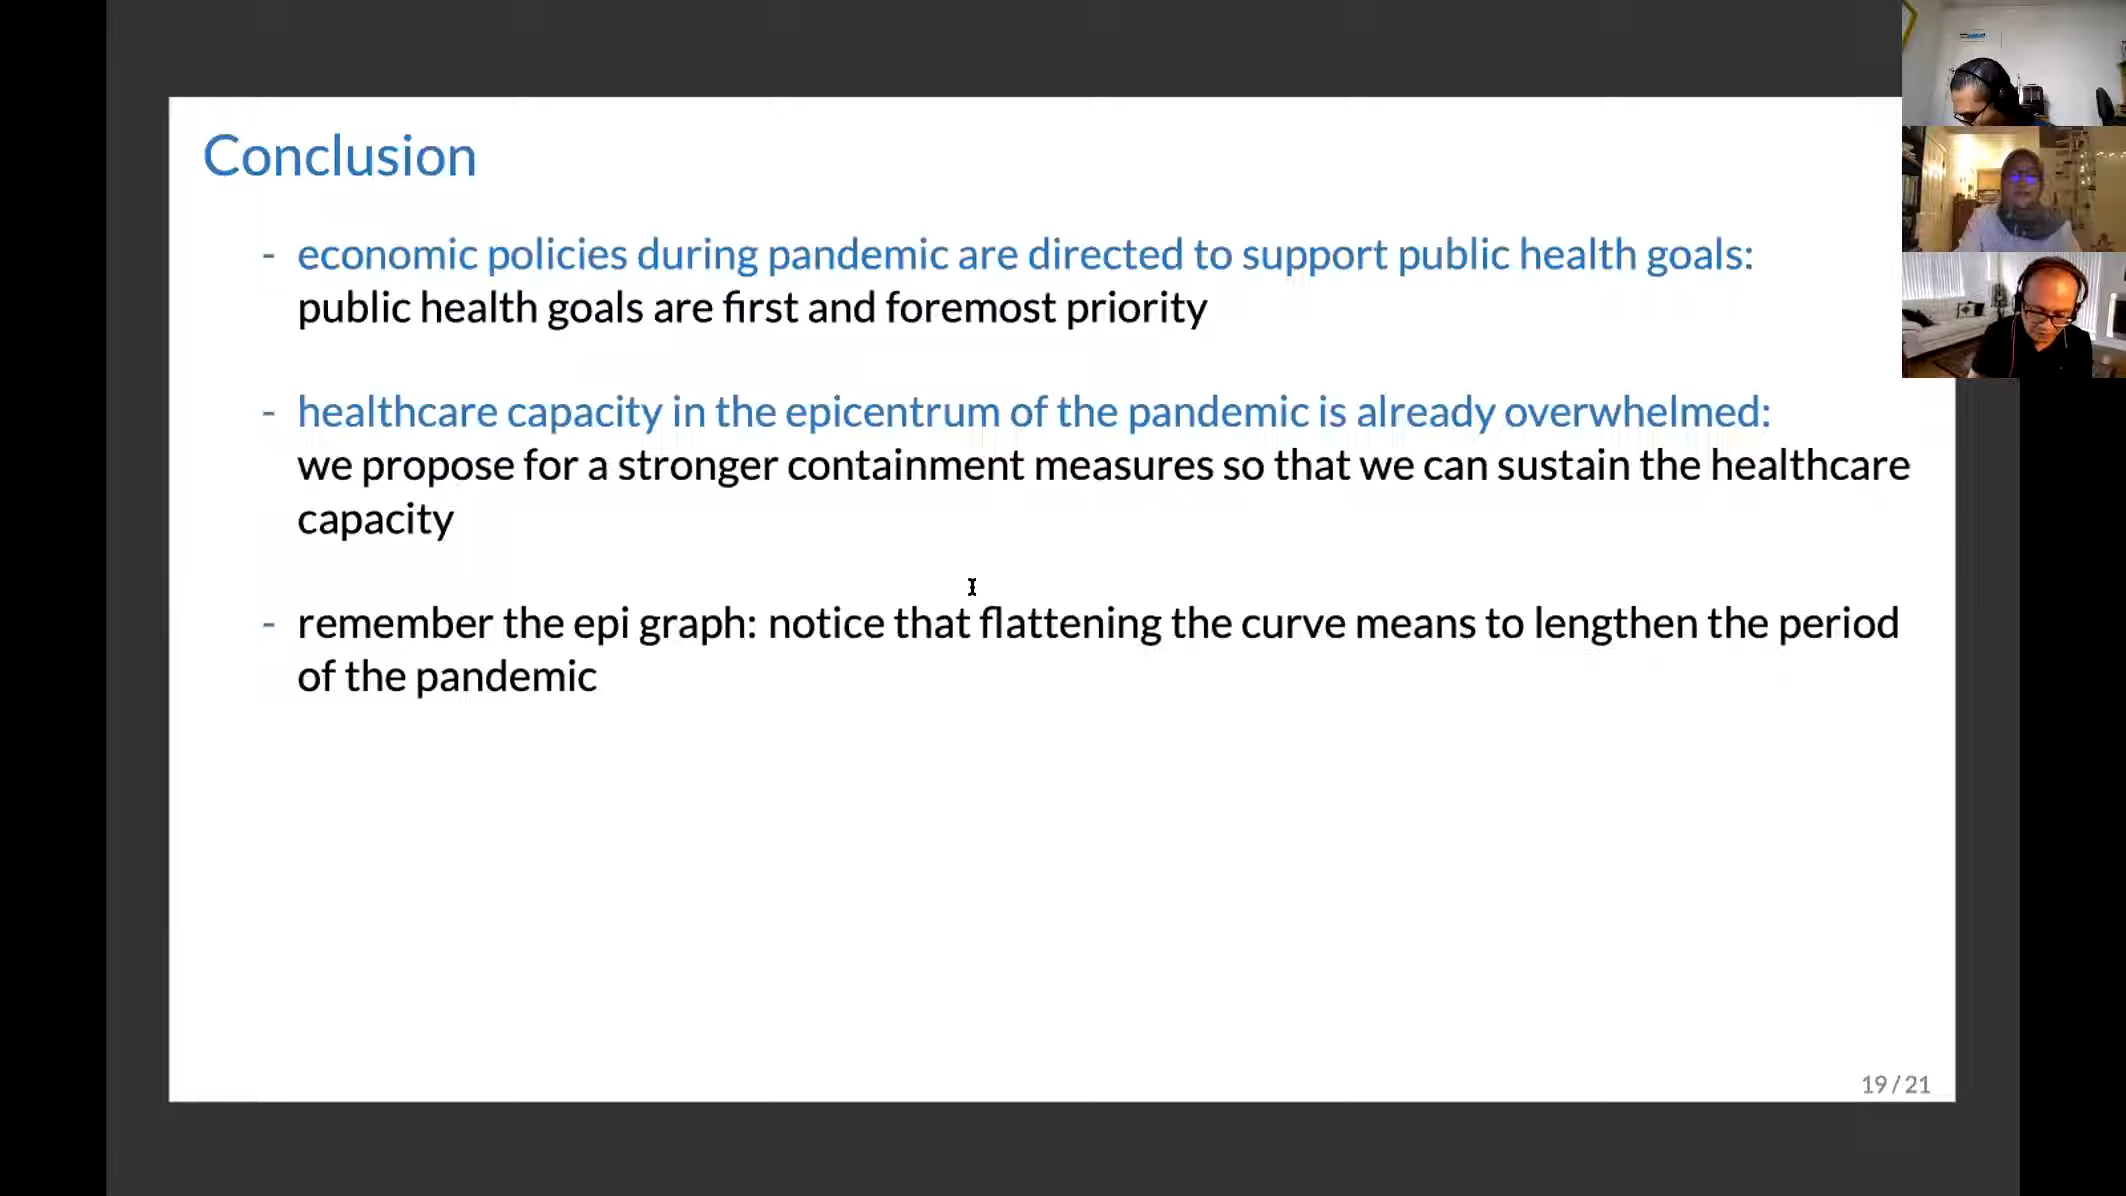 Conclusion
- economic policies during pandemic are directed to support public health goals:
public health goals are first and foremost priority
- healthcare capacity in the epicentrum of the pandemic is already overwhelmed:
we propose for a stronger containment measures so that we can sustain the healthcare
capacity
- remember the epi graph: notice that flattening the curve means to lengthen the period
of the pandemic
19 / 21